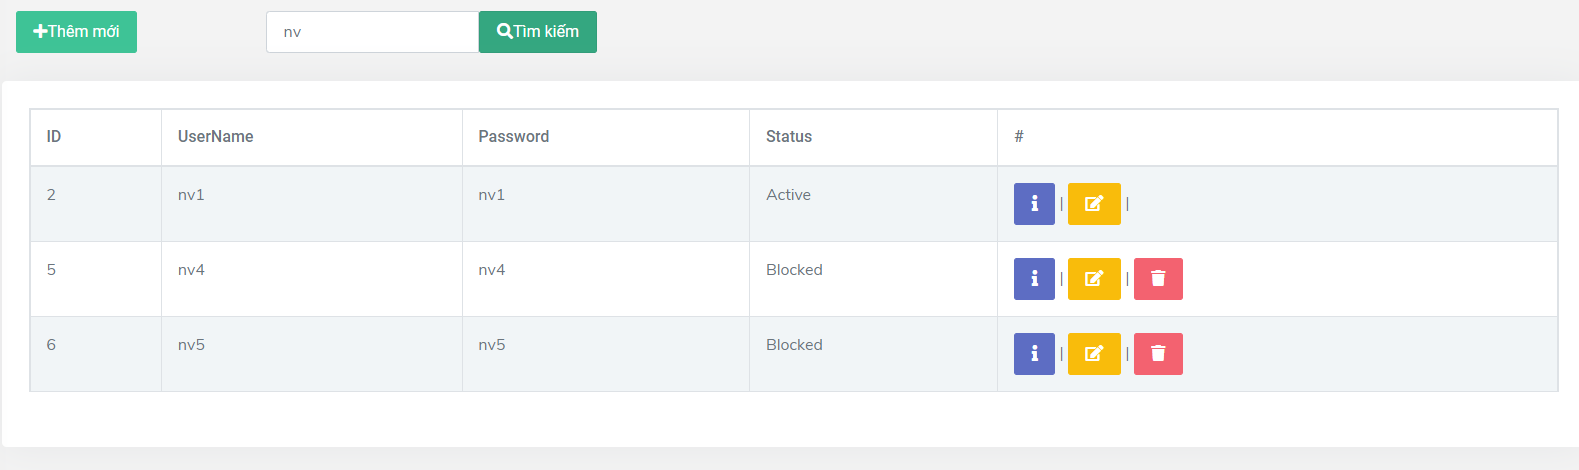 Thêm mới
nv
Tìm kiếm
ID UserName Password Status #
2 nv1 nv1 Active | |
5 nv4 nv4 Blocked | |
6 nv5 nv5 Blocked | |